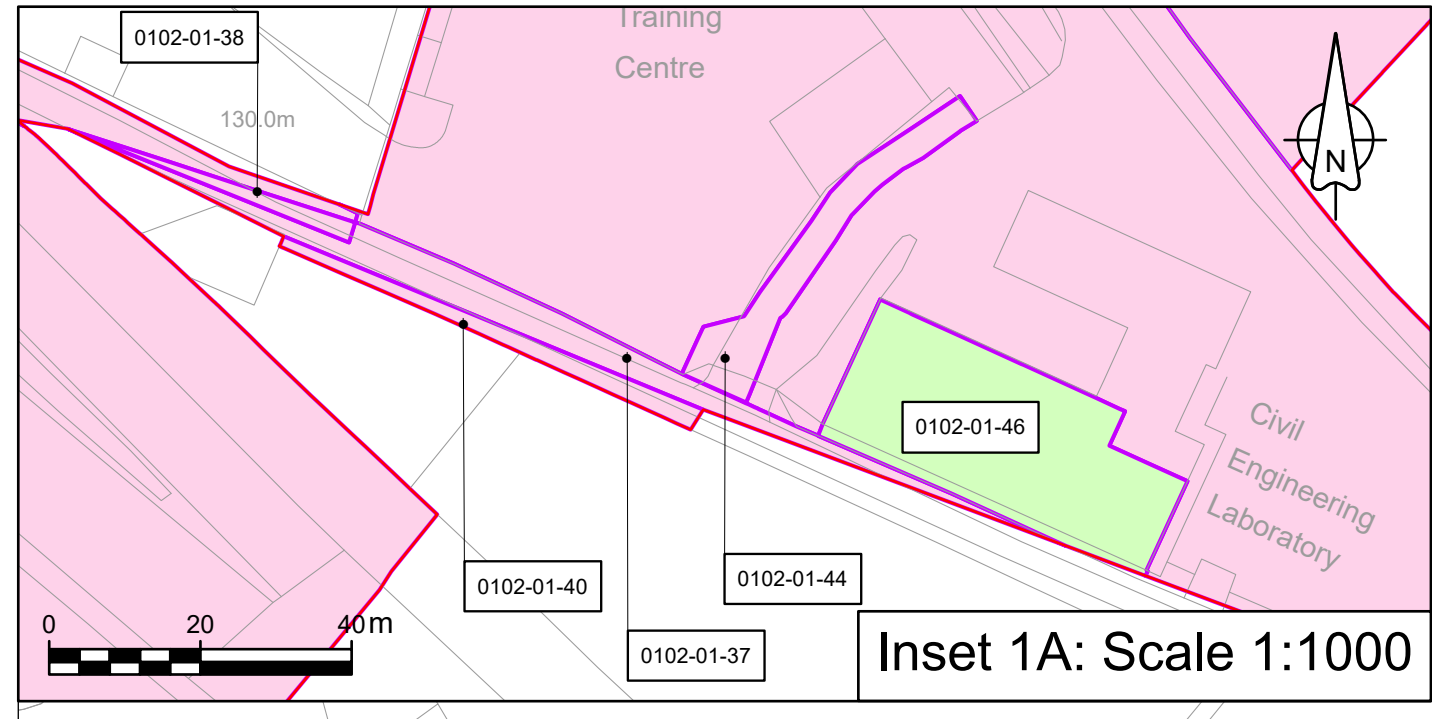 Training
Centre
0102-01-38
130.0m
N
0102-01-46
Civil
Engineering
Laboratory
0102-01-44
0102-01-40
0102-01-37
0 20 40m
Inset 1A: Scale 1:1000